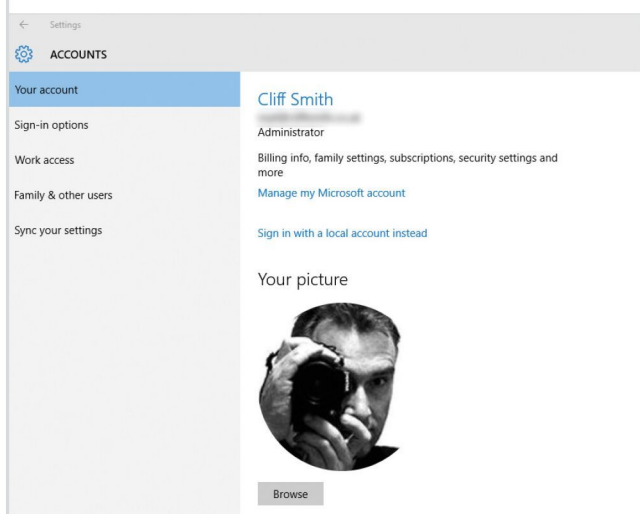 Settings
ACCOUNTS
Your account
Sign-in options
Work access
Family & other users
Sync your settings
Cliff Smith
Administrator
Billing info, family settings, subscriptions, security settings and
more
Manage my Microsoft account
Sign in with a local account instead
Your picture
Browse